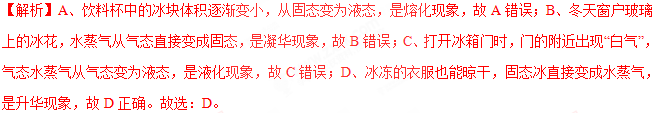 【解析】A、饮料杯中的冰块体积逐渐变小，从固态变为液态，是熔化现象，故 A 错误；B、冬天窗户玻璃
上的冰花，水蒸气从气态直接变成固态，是凝华现象，故 B 错误；C、打开冰箱门时，门的附近出现“白气”，
气态水蒸气从气态变为液态，是液化现象，故 C 错误；D、冰冻的衣服也能晾干，固态冰直接变成水蒸气，
是升华现象，故 D 正确。故选：D。